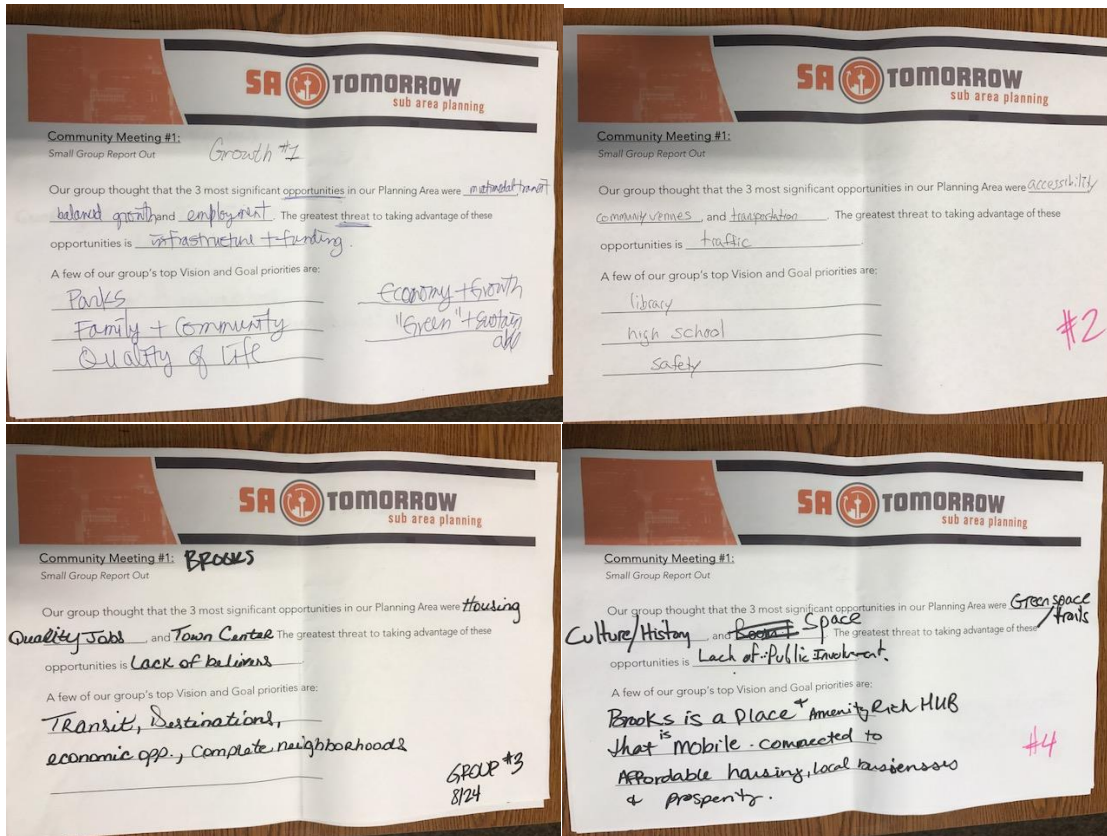 SA TOMORROW
sub area planning
Community Meeting #1:
Small Group Report Out
Growth #1
Our group thought that the 3 most significant opportunities in our Planning Area were multimodal transit
balanced growth and employment. The greatest threat to taking advantage of these
opportunities is infrastructure + funding.
A few of our group's top Vision and Goal priorities are:
Parks
Family + Community
Quality of Life
Economy + Growth
"Green" + Sustain
able
SA TOMORROW
sub area planning
Community Meeting #1:
Small Group Report Out
Our group thought that the 3 most significant opportunities in our Planning Area were accessibility
community venues, and transportation. The greatest threat to taking advantage of these
opportunities is traffic.
A few of our group's top Vision and Goal priorities are:
library
high school
safety
#2
SA TOMORROW
sub area planning
Community Meeting #1: BROOKS
Small Group Report Out
Our group thought that the 3 most significant opportunities in our Planning Area were Housing
Quality Jobs, and Town Center The greatest threat to taking advantage of these
opportunities is Lack of belivers
A few of our group's top Vision and Goal priorities are:
Transit, Destinations,
economic opp., Complete neighborhoods
GROUP #3
8/24
SA TOMORROW
sub area planning
Community Meeting #1:
Small Group Report Out
Our group thought that the 3 most significant opportunities in our Planning Area were Green space
/trails
Culture/History, and Space The greatest threat to taking advantage of these
opportunities is Lack of Public Involvment.
A few of our group's top Vision and Goal priorities are:
Brooks is a Place + Amenity Rich HUB
that is mobile. connected to
Affordable housing, local busiensses
& prosperity.
#4